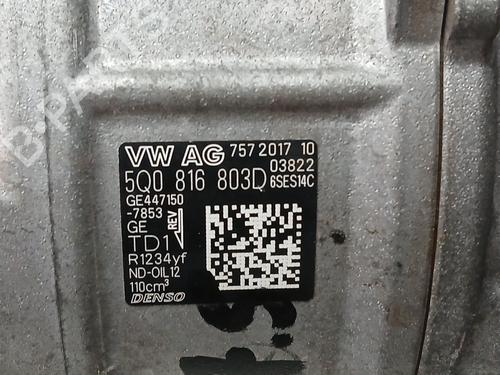 VW AG 757 2017 10
03822
5Q0 816 803D 6SES14C
GE447150
-7853
GE
REV
TD1
R1234yf
ND-OIL12
110cm³
DENSO
B-PARTS